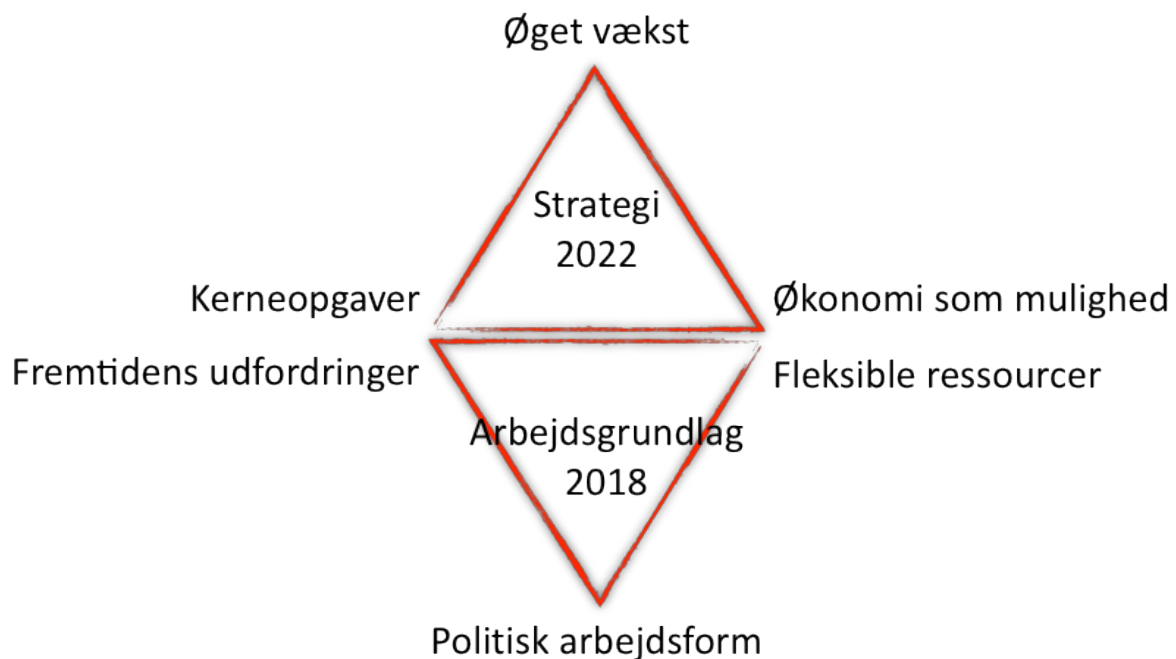 Øget vækst
Strategi
2022
Kerneopgaver
Økonomi som mulighed
Fremtidens udfordringer
Fleksible ressourcer
Arbejdsgrundlag
2018
Politisk arbejdsform